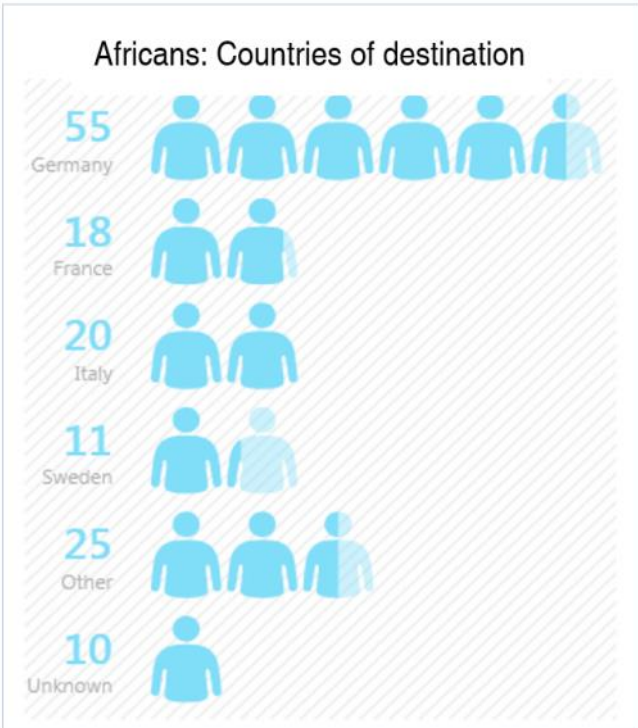 Africans: Countries of destination
55
Germany
18
France
20
Italy
11
Sweden
25
Other
10
Unknown